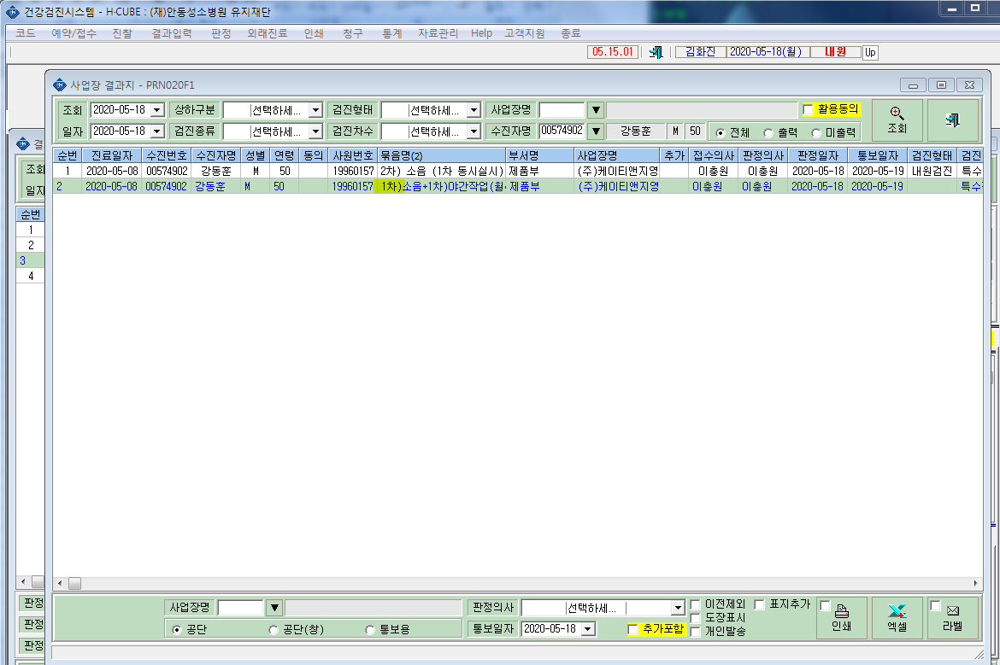 건강검진시스템 - H-CUBE : (재)안동성소병원 유지재단
코드 예약/접수 진찰 결과입력 판정 외래진료 인쇄 청구 통계 자료관리 Help 고객지원 종료
05.15.01 김화진 2020-05-18(월) 내원 Up
사업장 결과지 - PRN020F1
조회 2020-05-18 상하구분 선택하세... 검진형태 선택하세... 사업장명 활용동의
일자 2020-05-18 검진종류 선택하세... 검진차수 선택하세... 수진자명 00574902 강동훈 M 50 전체 출력 미출력
조회
순번 진료일자 수진번호 수진자명 성별 연령 동의 사원번호 묶음명(2) 부서명 사업장명 추가 접수의사 판정의사 판정일자 통보일자 검진형태 검진
1 2020-05-08 00574902 강동훈 M 50 19960157 2차) 소음 (1차 동시실시) 제품부 (주)케이티앤지영 이충원 이충원 2020-05-18 2020-05-19 내원검진 특수
2 2020-05-08 00574902 강동훈 M 50 19960157 1차)소음+1차)야간작업(월 제품부 (주)케이티앤지영 이충원 이충원 2020-05-18 2020-05-19 특수
결
조회
일자
순번
1
2
3
4
판정
판정
판정
사업장명 판정의사 선택하세... 이전제외 표지추가
도장표시
공단 공단(창) 통보용 통보일자 2020-05-18 추가포함 개인발송
인쇄 엑셀 라벨